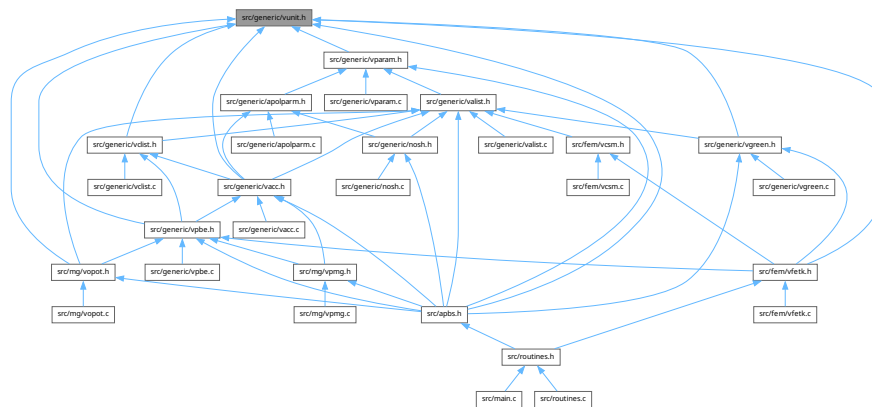 src/generic/vunit.h
src/generic/vparam.h
src/generic/apolparm.h
src/generic/vparam.c
src/generic/valist.h
src/generic/vclist.h
src/generic/apolparm.c
src/generic/nosh.h
src/generic/valist.c
src/fem/vcsm.h
src/generic/vgreen.h
src/generic/vclist.c
src/generic/vacc.h
src/generic/nosh.c
src/fem/vcsm.c
src/generic/vgreen.c
src/generic/vpbe.h
src/generic/vacc.c
src/mg/vopot.h
src/generic/vpbe.c
src/mg/vpmg.h
src/fem/vfetk.h
src/mg/vopot.c
src/mg/vpmg.c
src/apbs.h
src/fem/vfetk.c
src/routines.h
src/main.c
src/routines.c